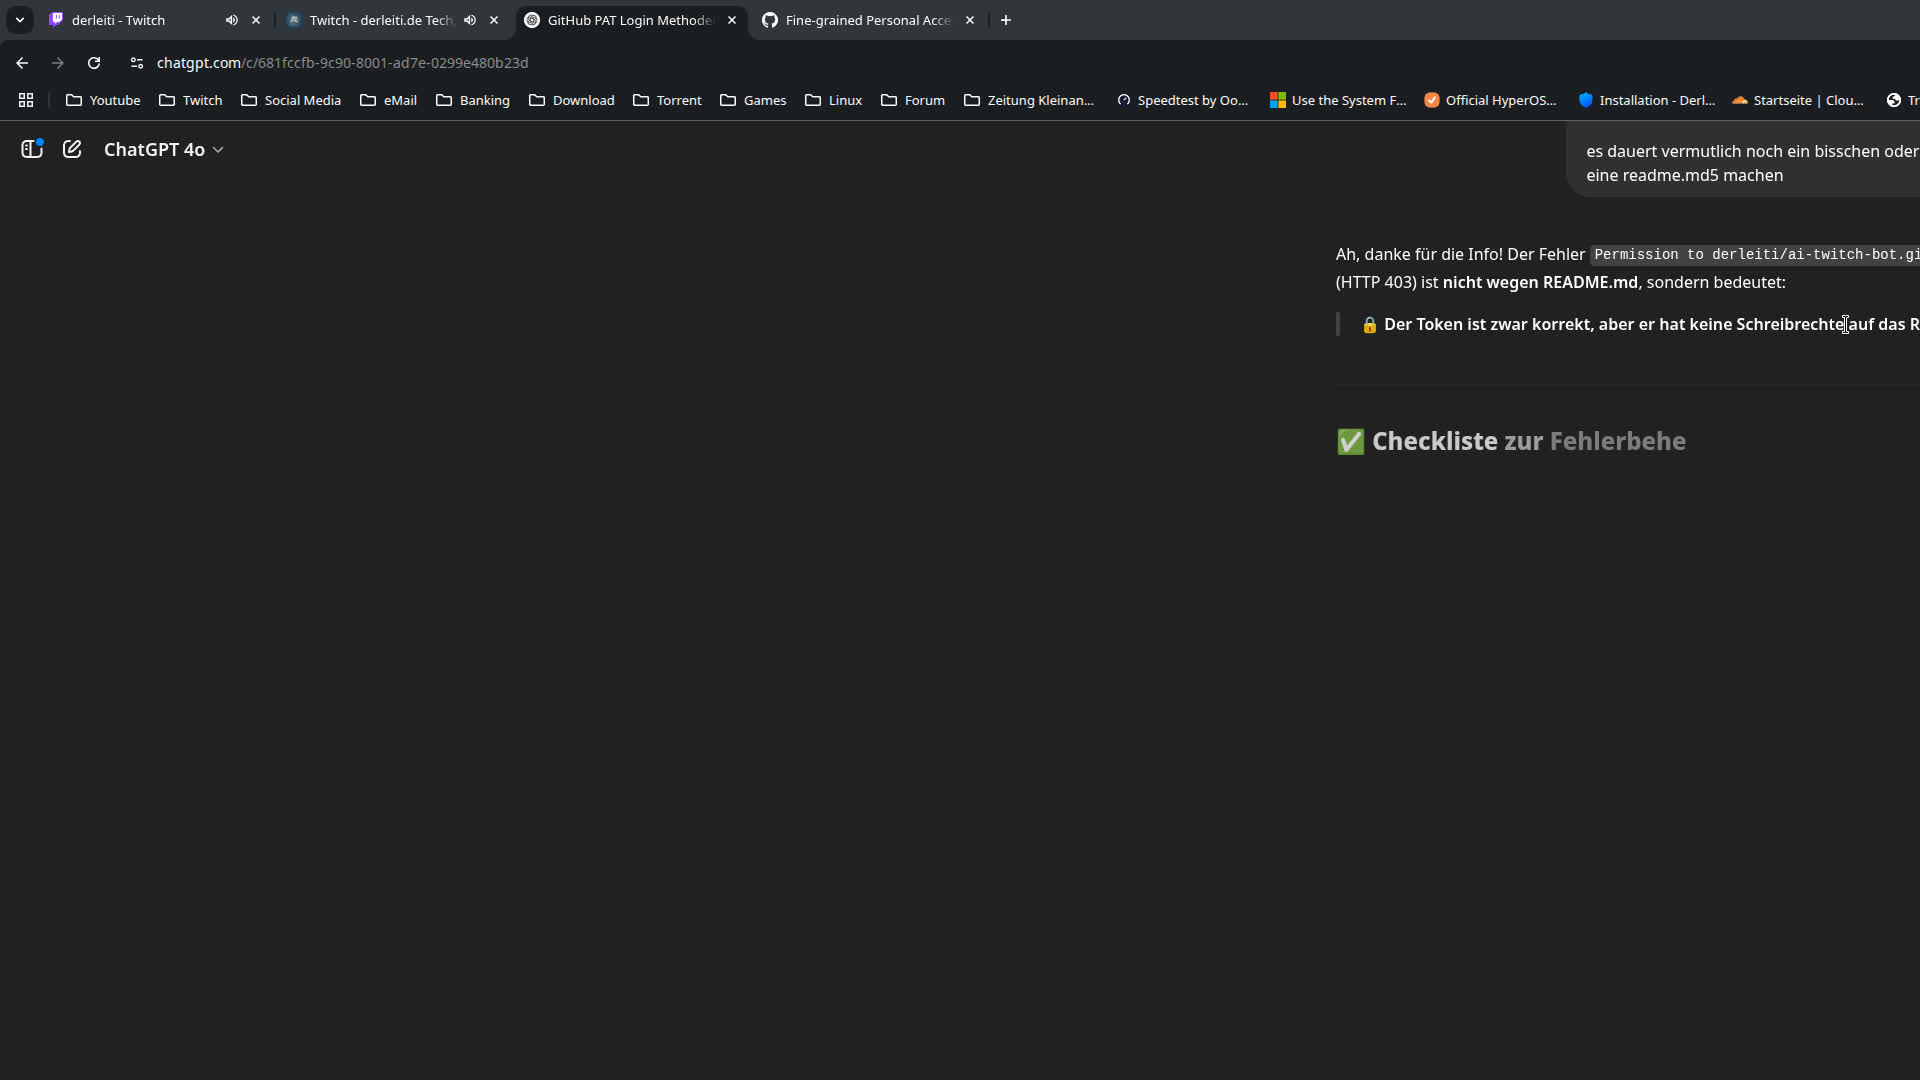 derleiti - Twitch
Twitch - derleiti.de Tech
GitHub PAT Login Methode
Fine-grained Personal Acce
chatgpt.com/c/681fccfb-9c90-8001-ad7e-0299e480b23d
Youtube
Twitch
Social Media
eMail
Banking
Download
Torrent
Games
Linux
Forum
Zeitung Kleinan...
Speedtest by Oo...
Use the System F...
Official HyperOS...
Installation - Derl...
Startseite | Clou...
Tr
ChatGPT 4o
es dauert vermutlich noch ein bisschen oder
eine readme.md5 machen
Ah, danke für die Info! Der Fehler Permission to derleiti/ai-twitch-bot.gi
(HTTP 403) ist nicht wegen README.md, sondern bedeutet:
🔒 Der Token ist zwar korrekt, aber er hat keine Schreibrechte auf das R
✅ Checkliste zur Fehlerbehe